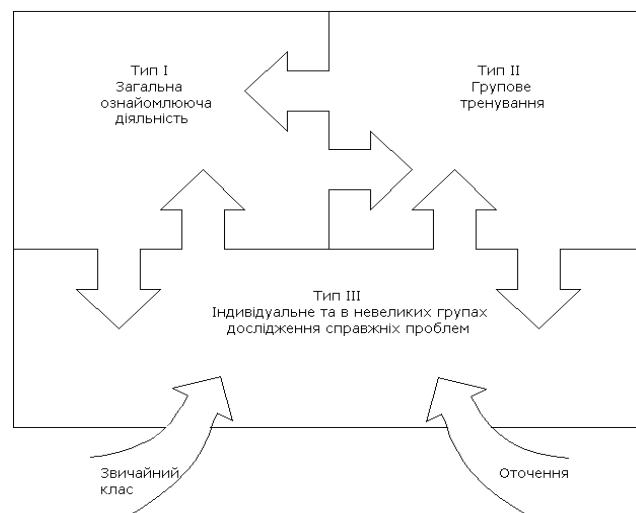 Тип I
Загальна
ознайомлююча
діяльність
Тип II
Групове
тренування
Тип III
Індивідуальне та в невеликих групах
дослідження справжніх проблем
Звичайний
клас
Оточення